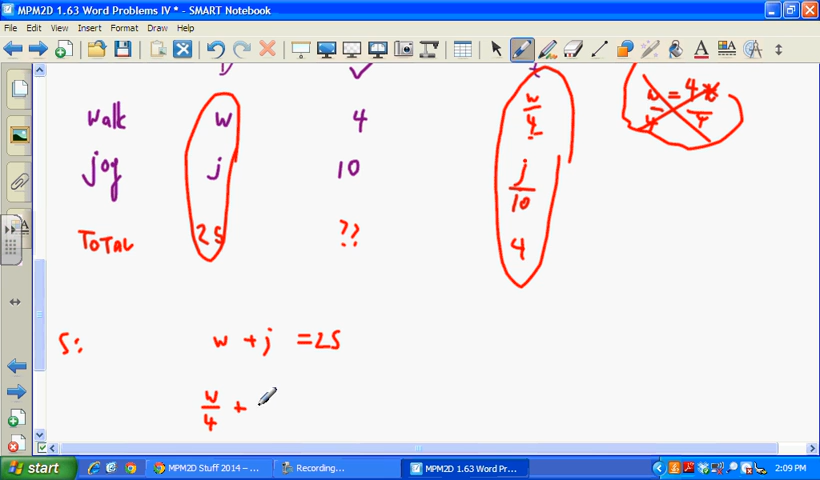 MPM2D 1.63 Word Problems IV * - SMART Notebook
File Edit View Insert Format Draw Help
walk w 4 w/4
jog j 10 j/10
TOTAL 25 ?? 4
S: w + j = 25
w/4 +
start MPM2D Stuff 2014 – ... Recording... MPM2D 1.63 Word Pr... 2:09 PM